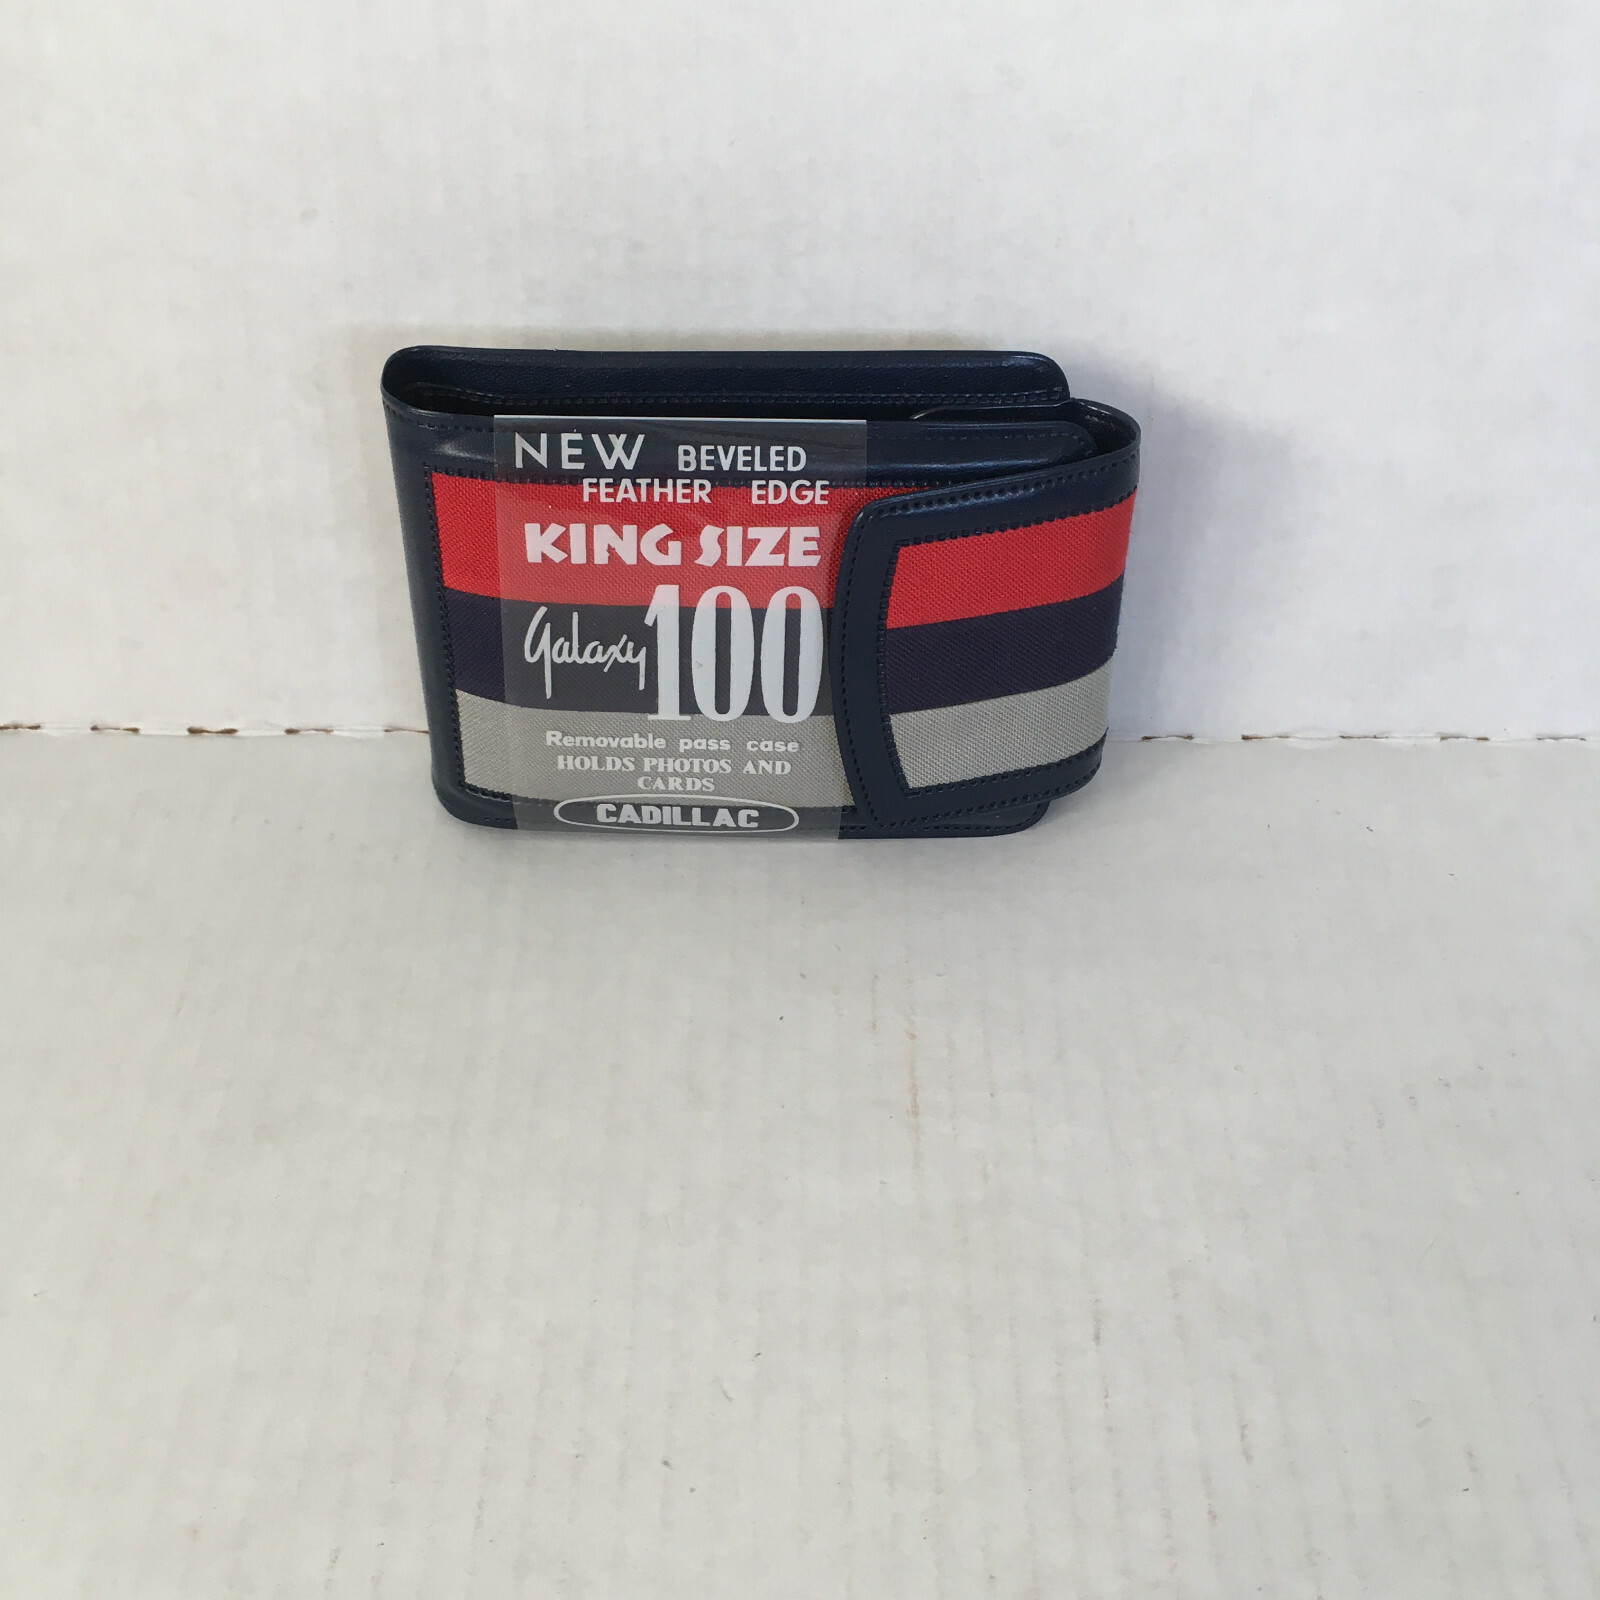 NEW BEVELED
FEATHER EDGE
KING SIZE
Galaxy 100
Removable pass case
HOLDS PHOTOS AND
CARDS
CADILLAC